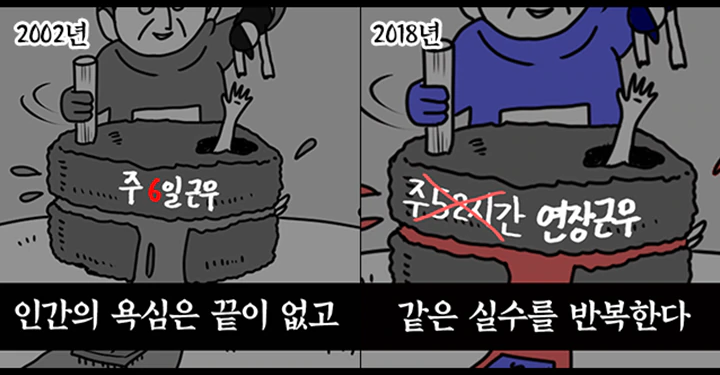 2002년
주 6일근무
인간의 욕심은 끝이 없고
2018년
주52시간 연장근무
같은 실수를 반복한다